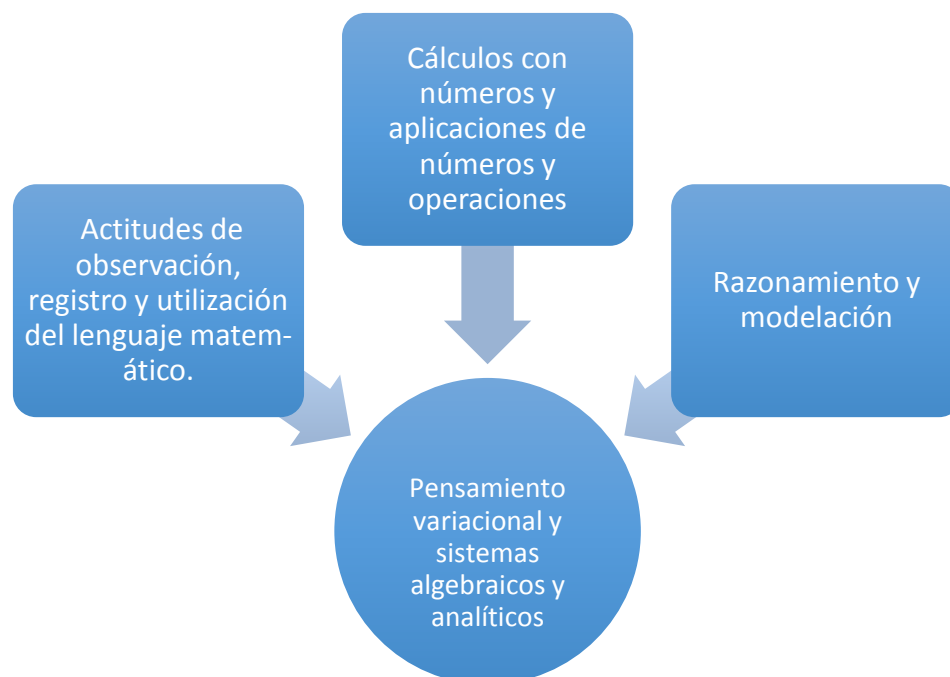 Cálculos con
números y
aplicaciones de
números y
operaciones
Actitudes de
observación,
registro y utilización
del lenguaje matem-
ático.
Razonamiento y
modelación
Pensamiento
variacional y
sistemas
algebraicos y
analíticos